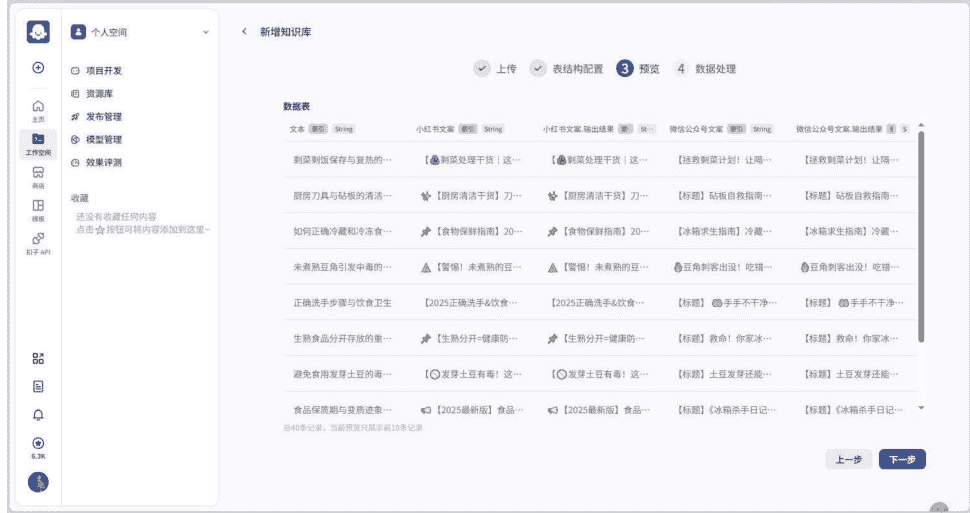 个人空间
新增知识库
上传
表结构配置
3 预览
4 数据处理
主页
工作空间
商店
模板
扣子 API
6.3K
项目开发
资源库
发布管理
模型管理
效果评测
收藏
还没有收藏任何内容
点击☆按钮可将内容添加到这里~
数据表
文本 索引 String 小红书文案 索引 String 小红书文案.输出结果 索 St… 微信公众号文案 索引 String 微信公众号文案.输出结果 S
剩菜剩饭保存与复热的… 【剩菜处理干货｜这… 【剩菜处理干货｜这… 【拯救剩菜计划！让隔… 【拯救剩菜计划！让隔…
厨房刀具与砧板的清洁… 【厨房清洁干货】刀… 【厨房清洁干货】刀… 【标题】砧板自救指南… 【标题】砧板自救指南…
如何正确冷藏和冷冻食… 📌【食物保鲜指南】20… 📌【食物保鲜指南】20… 【冰箱求生指南】冷藏… 【冰箱求生指南】冷藏…
未煮熟豆角引发中毒的… ⚠【警惕！未煮熟的豆… ⚠【警惕！未煮熟的豆… 豆角刺客出没！吃错… 豆角刺客出没！吃错…
正确洗手步骤与饮食卫生 【2025正确洗手&饮食… 【2025正确洗手&饮食… 【标题】手手不干净… 【标题】手手不干净…
生熟食品分开存放的重… 📌【生熟分开=健康防… 📌【生熟分开=健康防… 【标题】救命！你家冰… 【标题】救命！你家冰…
避免食用发芽土豆的毒… 【🚫发芽土豆有毒！这… 【🚫发芽土豆有毒！这… 【标题】土豆发芽还能… 【标题】土豆发芽还能…
食品保质期与变质迹象… 📢【2025最新版】食品… 📢【2025最新版】食品… 【标题】《冰箱杀手日记… 【标题】《冰箱杀手日记…
总40条记录，当前预览只展示前10条记录
上一步
下一步